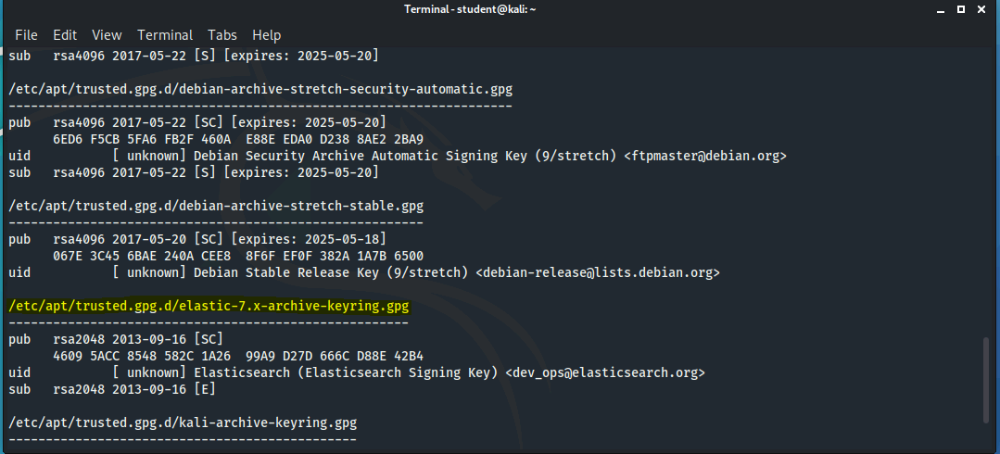 Terminal - student@kali: ~
File Edit View Terminal Tabs Help
sub   rsa4096 2017-05-22 [S] [expires: 2025-05-20]
/etc/apt/trusted.gpg.d/debian-archive-stretch-security-automatic.gpg
--------------------------------------------------------------------
pub   rsa4096 2017-05-22 [SC] [expires: 2025-05-20]
      6ED6 F5CB 5FA6 FB2F 460A  E88E EDA0 D238 8AE2 2BA9
uid           [ unknown] Debian Security Archive Automatic Signing Key (9/stretch) <ftpmaster@debian.org>
sub   rsa4096 2017-05-22 [S] [expires: 2025-05-20]
/etc/apt/trusted.gpg.d/debian-archive-stretch-stable.gpg
--------------------------------------------------------
pub   rsa4096 2017-05-20 [SC] [expires: 2025-05-18]
      067E 3C45 6BAE 240A CEE8  8F6F EF0F 382A 1A7B 6500
uid           [ unknown] Debian Stable Release Key (9/stretch) <debian-release@lists.debian.org>
/etc/apt/trusted.gpg.d/elastic-7.x-archive-keyring.gpg
------------------------------------------------------
pub   rsa2048 2013-09-16 [SC]
      4609 5ACC 8548 582C 1A26  99A9 D27D 666C D88E 42B4
uid           [ unknown] Elasticsearch (Elasticsearch Signing Key) <dev_ops@elasticsearch.org>
sub   rsa2048 2013-09-16 [E]
/etc/apt/trusted.gpg.d/kali-archive-keyring.gpg
-----------------------------------------------